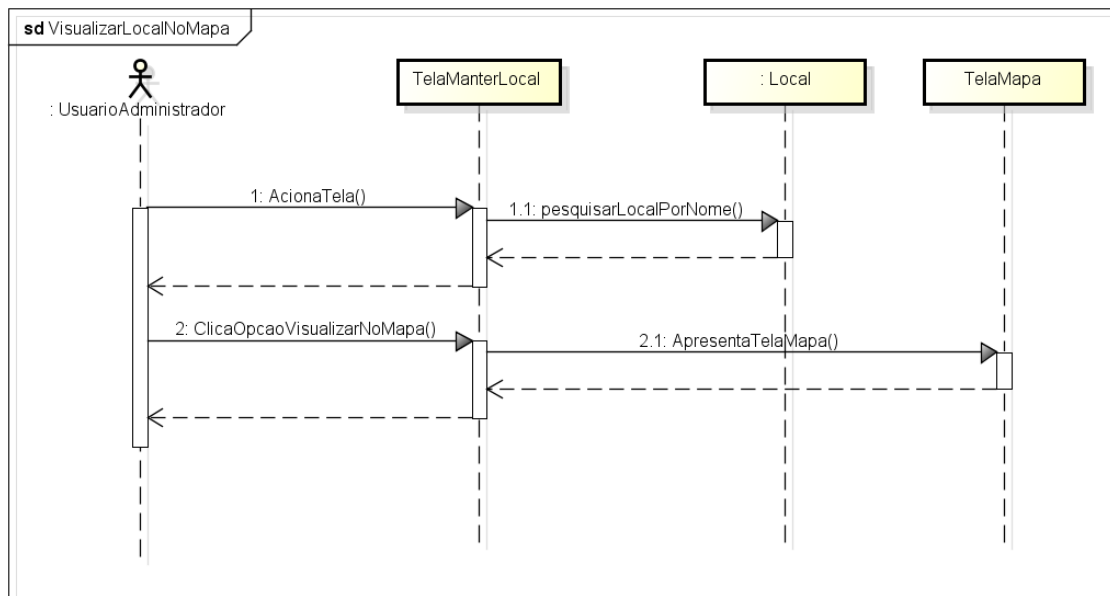 sd VisualizarLocalNoMapa
: UsuarioAdministrador
TelaManterLocal
: Local
TelaMapa
1: AcionaTela()
1.1: pesquisarLocalPorNome()
2: ClicaOpcaoVisualizarNoMapa()
2.1: ApresentaTelaMapa()